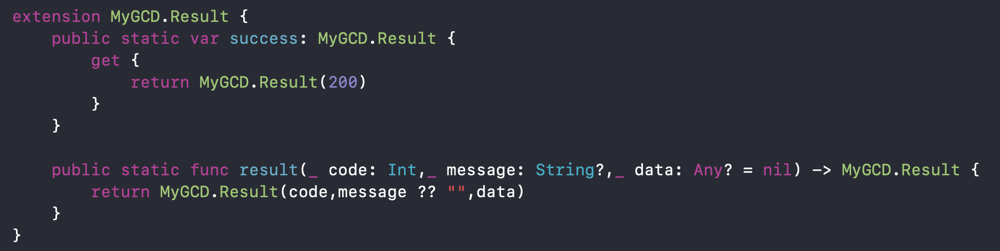 extension MyGCD.Result {
    public static var success: MyGCD.Result {
        get {
            return MyGCD.Result(200)
        }
    }

    public static func result(_ code: Int,_ message: String?,_ data: Any? = nil) -> MyGCD.Result {
        return MyGCD.Result(code,message ?? "",data)
    }
}